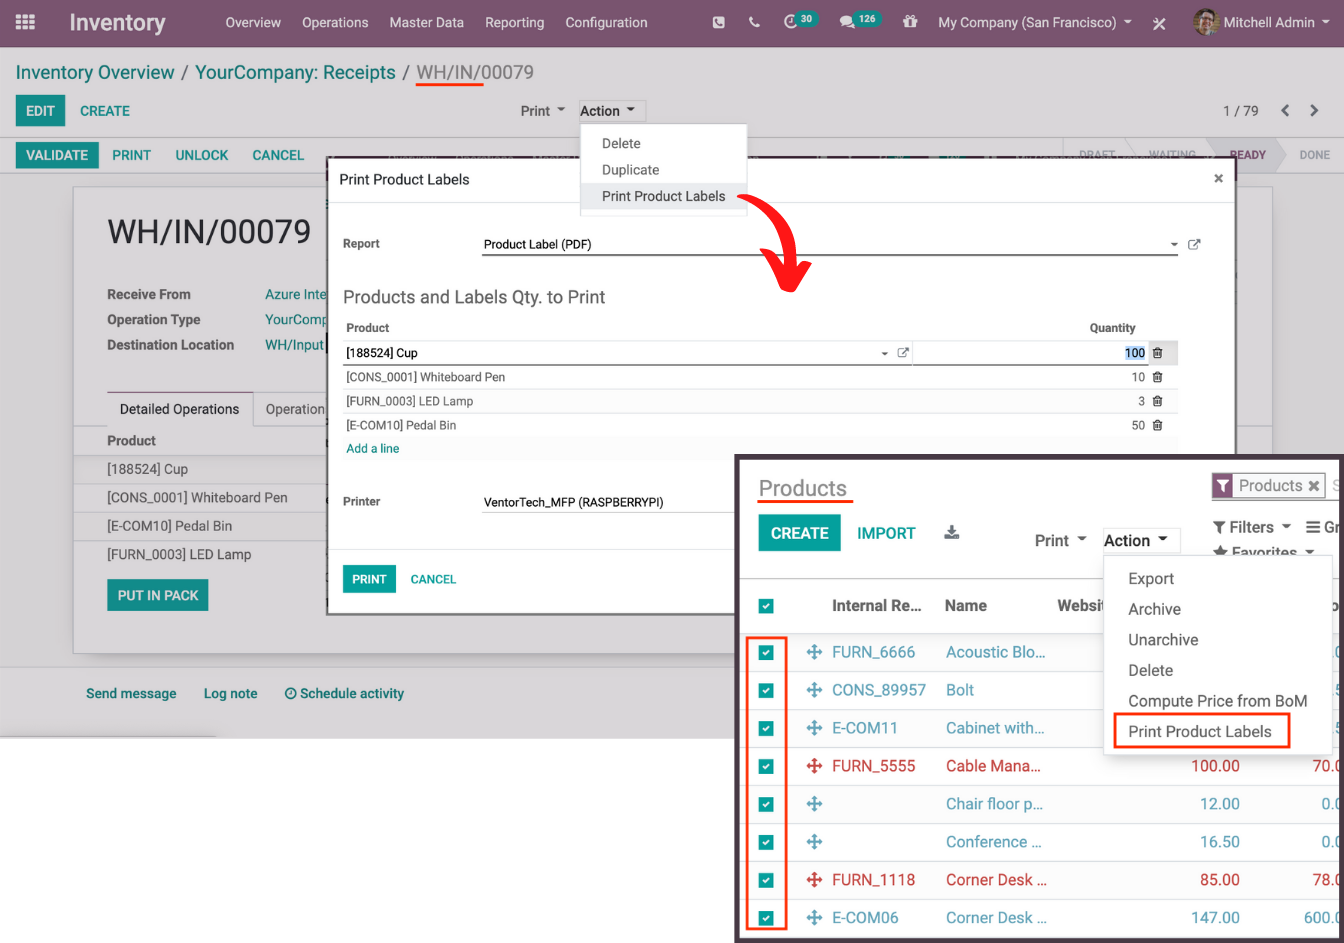 Inventory Overview Operations Master Data Reporting Configuration 30 126 My Company (San Francisco) Mitchell Admin
Inventory Overview / YourCompany: Receipts / WH/IN/00079
EDIT CREATE Print Action 1 / 79
Delete
Duplicate
Print Product Labels
VALIDATE PRINT UNLOCK CANCEL DRAFT WAITING READY DONE
WH/IN/00079
Receive From Azure Inte
Operation Type YourComp
Destination Location WH/Input
Detailed Operations Operation
Product
[188524] Cup
[CONS_0001] Whiteboard Pen
[E-COM10] Pedal Bin
[FURN_0003] LED Lamp
PUT IN PACK
Send message Log note Schedule activity
Print Product Labels ×
Report Product Label (PDF)
Products and Labels Qty. to Print
Product Quantity
[188524] Cup 100
[CONS_0001] Whiteboard Pen 10
[FURN_0003] LED Lamp 3
[E-COM10] Pedal Bin 50
Add a line
Printer VentorTech_MFP (RASPBERRYPI)
PRINT CANCEL
Products Products ✖ S
CREATE IMPORT Print Action Filters Gr
Favorites
Export
Archive
Unarchive
Delete
Compute Price from BoM
Print Product Labels
Internal Re... Name Websit
FURN_6666 Acoustic Blo...
CONS_89957 Bolt
E-COM11 Cabinet with...
FURN_5555 Cable Mana... 100.00 70.0
Chair floor p... 12.00 0.0
Conference ... 16.50 0.0
FURN_1118 Corner Desk ... 85.00 78.0
E-COM06 Corner Desk ... 147.00 600.0